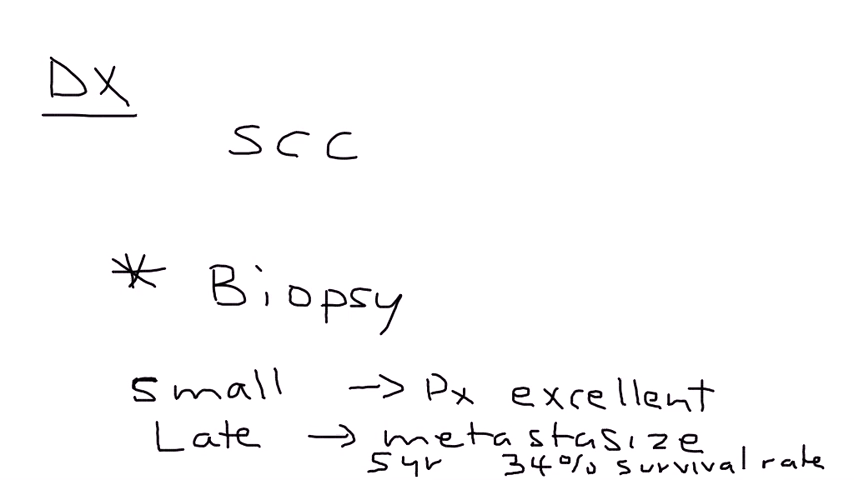 DX
SCC
* Biopsy
Small -> Px excellent
Late -> metastasize
5yr 34% survival rate